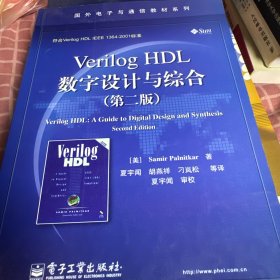 国外电子与通信教材系列
符合Verilog HDL IEEE 1364-2001标准
Sun
Verilog HDL
数字设计与综合
(第二版)
Verilog HDL: A Guide to Digital Design and Synthesis
Second Edition
[美] Samir Palnitkar 著
夏宇闻 胡燕祥 刁岚松 等译
夏宇闻 审校
Verilog
HDL
SAMIR PALNITKAR
电子工业出版社
http://www.phei.com.cn